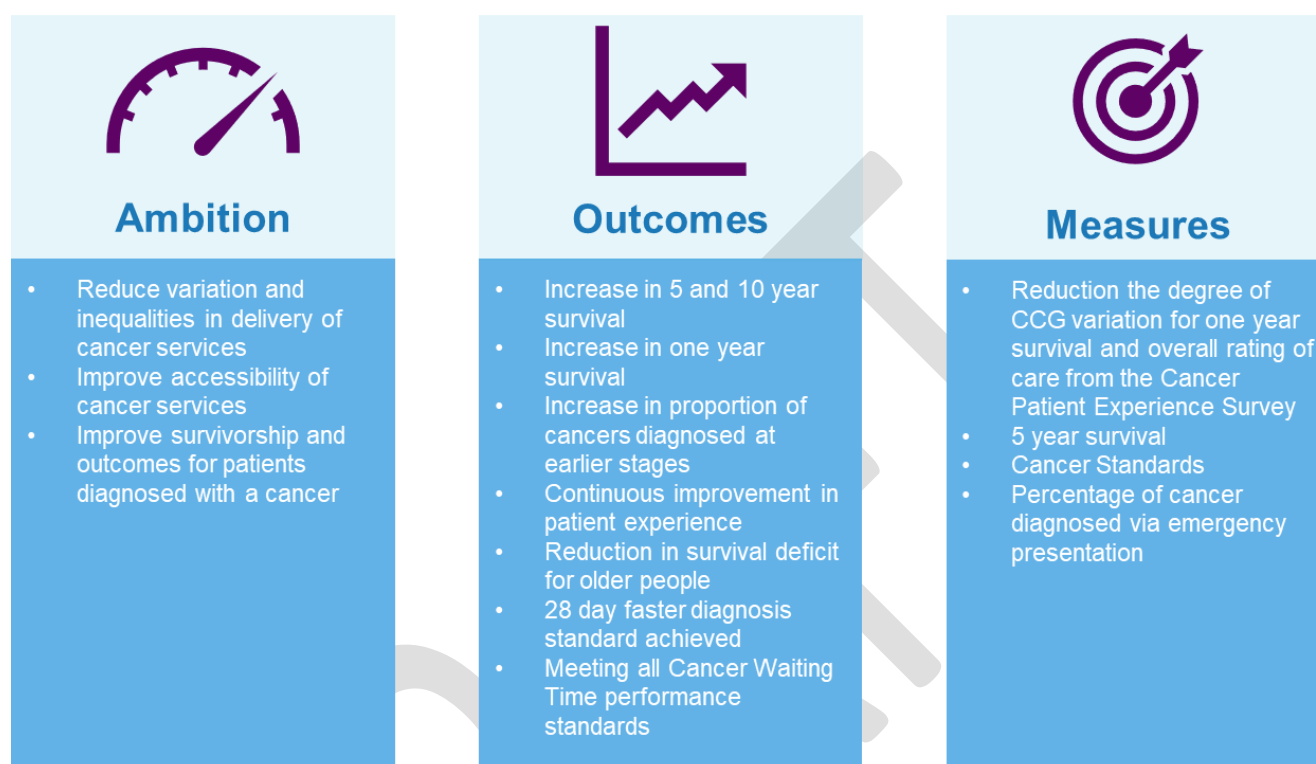 Ambition
• Reduce variation and
inequalities in delivery of
cancer services
• Improve accessibility of
cancer services
• Improve survivorship and
outcomes for patients
diagnosed with a cancer
Outcomes
• Increase in 5 and 10 year
survival
• Increase in one year
survival
• Increase in proportion of
cancers diagnosed at
earlier stages
• Continuous improvement in
patient experience
• Reduction in survival deficit
for older people
• 28 day faster diagnosis
standard achieved
• Meeting all Cancer Waiting
Time performance
standards
Measures
• Reduction the degree of
CCG variation for one year
survival and overall rating of
care from the Cancer
Patient Experience Survey
• 5 year survival
• Cancer Standards
• Percentage of cancer
diagnosed via emergency
presentation